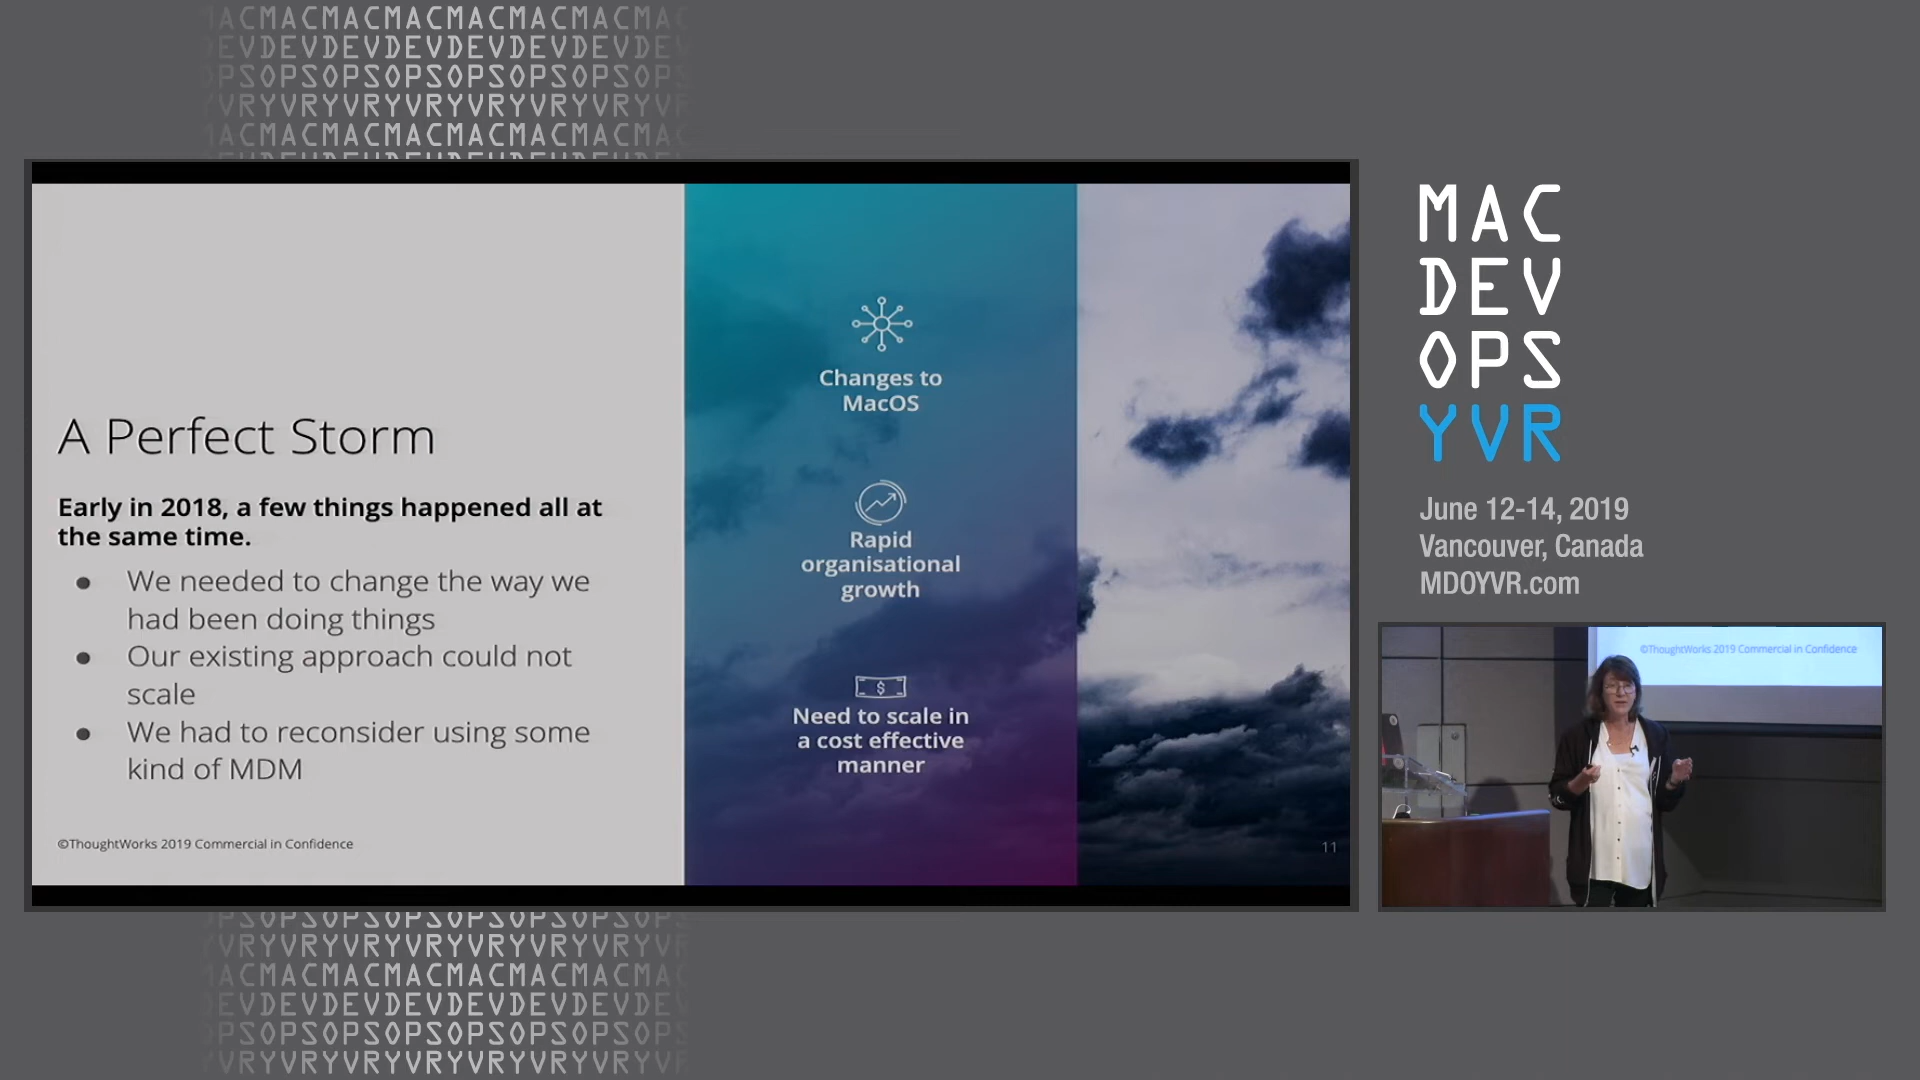 A Perfect Storm
Early in 2018, a few things happened all at
the same time.
● We needed to change the way we
had been doing things
● Our existing approach could not
scale
● We had to reconsider using some
kind of MDM
©ThoughtWorks 2019 Commercial in Confidence
Changes to
MacOS
Rapid
organisational
growth
$
Need to scale in
a cost effective
manner
11
MAC
DEV
OPS
YVR
June 12-14, 2019
Vancouver, Canada
MDOYVR.com
©ThoughtWorks 2019 Commercial in Confidence